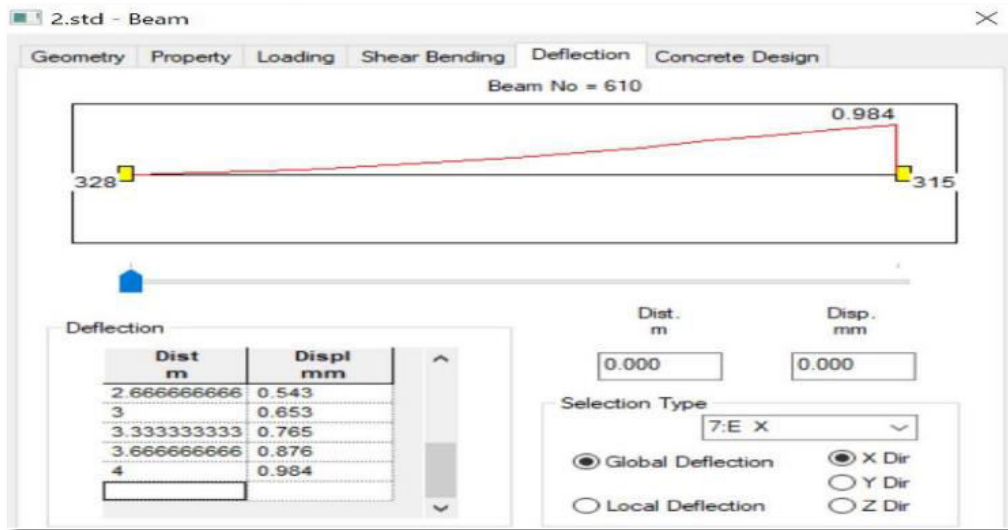 2.std - Beam
Geometry Property Loading Shear Bending Deflection Concrete Design
Beam No = 610
0.984
328
315
Dist. Disp.
m mm
0.000 0.000
Deflection
Dist Displ
m mm
2.666666666 0.543
3 0.653
3.333333333 0.765
3.666666666 0.876
4 0.984
Selection Type
7:E X
Global Deflection
X Dir
Y Dir
Local Deflection
Z Dir